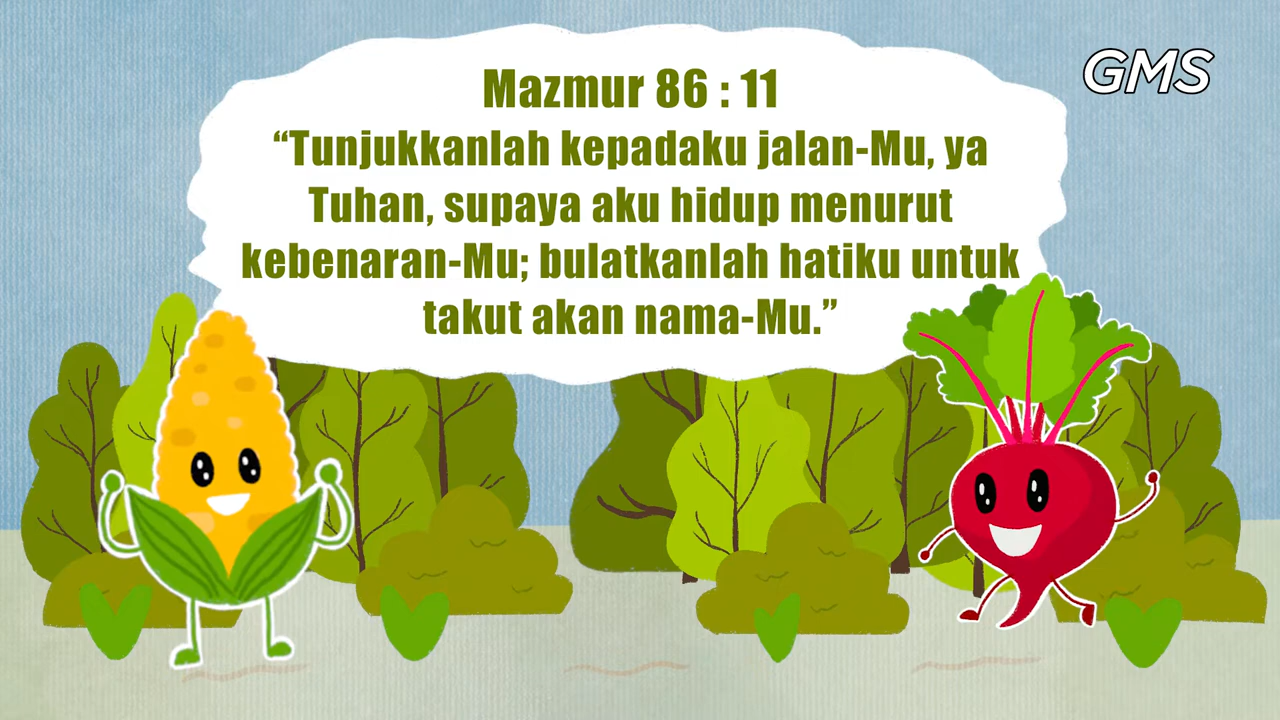 GMS
Mazmur 86 : 11
“Tunjukkanlah kepadaku jalan-Mu, ya
Tuhan, supaya aku hidup menurut
kebenaran-Mu; bulatkanlah hatiku untuk
takut akan nama-Mu.”